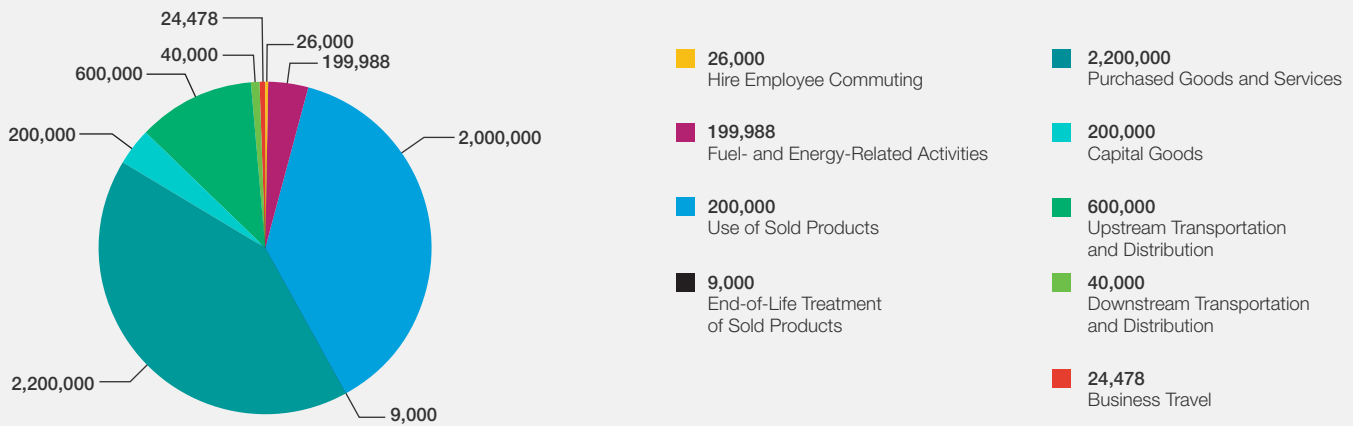 24,478
26,000
40,000
199,988
600,000
200,000
2,000,000
2,200,000
9,000
26,000
Hire Employee Commuting
199,988
Fuel- and Energy-Related Activities
200,000
Use of Sold Products
9,000
End-of-Life Treatment
of Sold Products
2,200,000
Purchased Goods and Services
200,000
Capital Goods
600,000
Upstream Transportation
and Distribution
40,000
Downstream Transportation
and Distribution
24,478
Business Travel